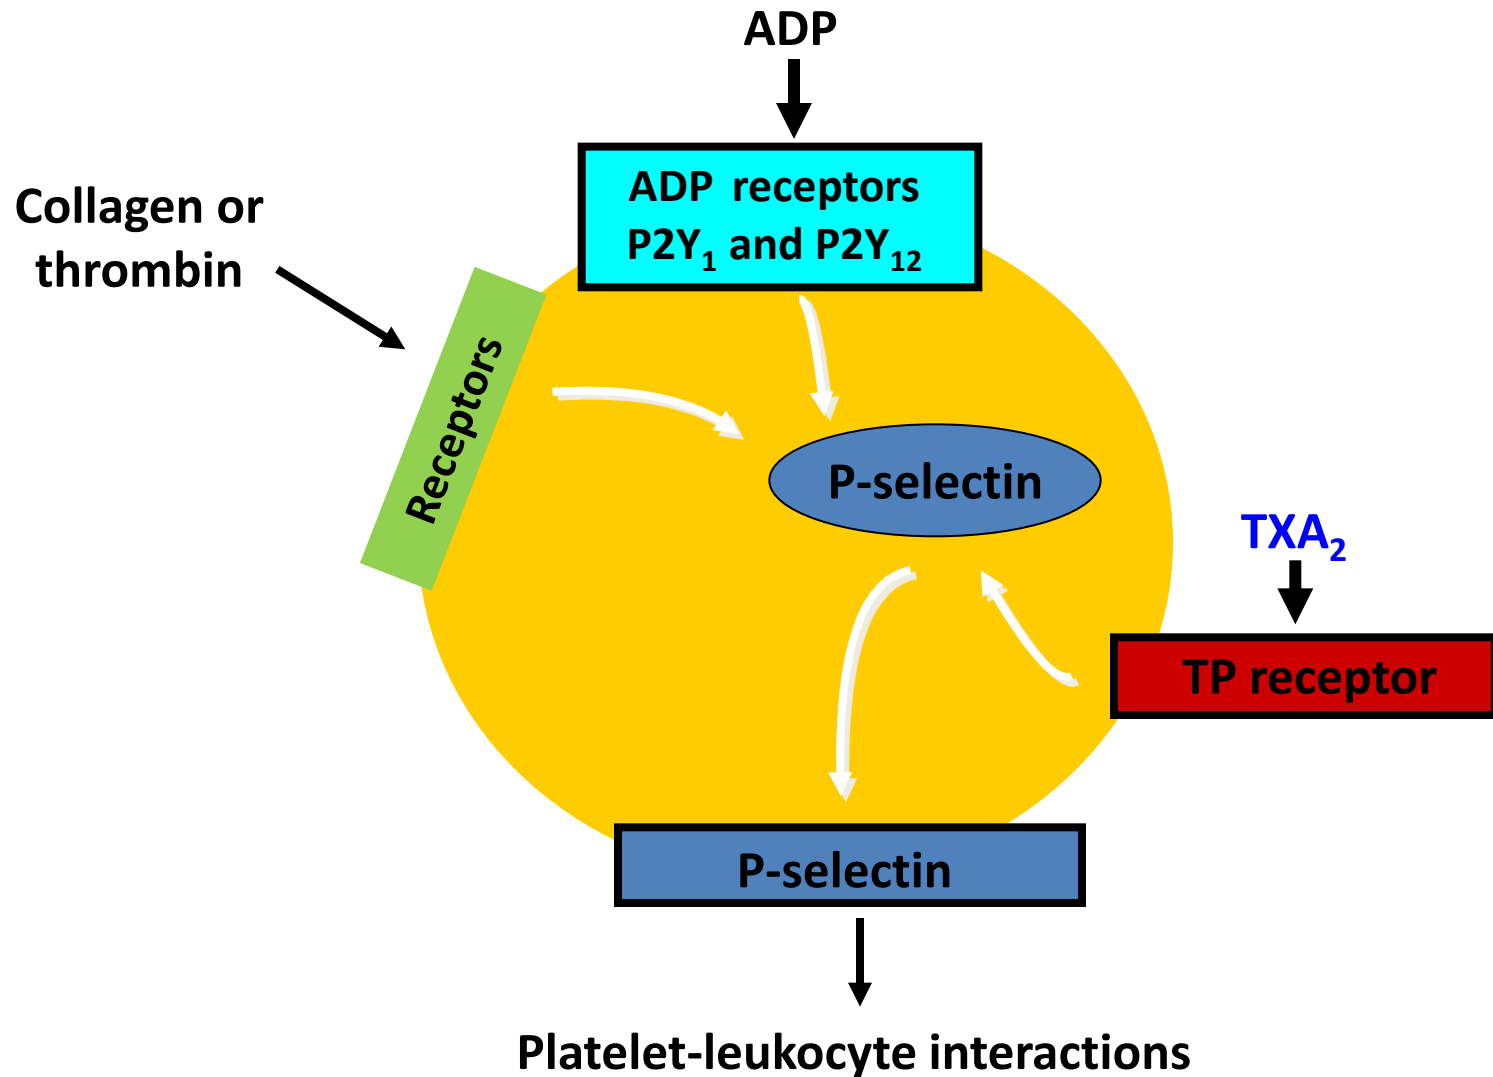 ADP
ADP receptors
P2Y₁ and P2Y₁₂
Collagen or
thrombin
Receptors
P-selectin
TXA₂
TP receptor
P-selectin
Platelet-leukocyte interactions